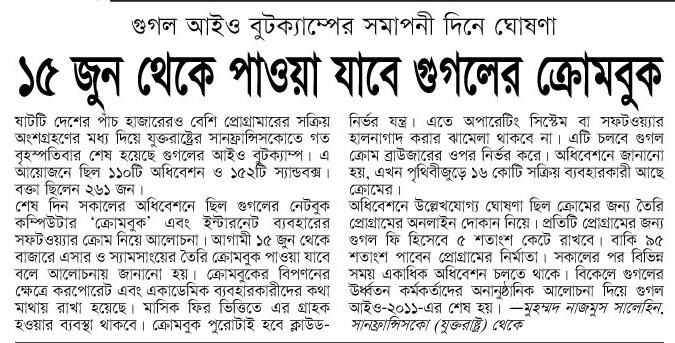 গুগল আইও বুটক্যাম্পের সমাপনী দিনে ঘোষণা
১৫ জুন থেকে পাওয়া যাবে গুগলের ক্রোমবুক
ষাটটি দেশের পাঁচ হাজারেরও বেশি প্রোগ্রামারের সক্রিয়
অংশগ্রহণের মধ্য দিয়ে যুক্তরাষ্ট্রের সানফ্রান্সিসকোতে গত
বৃহস্পতিবার শেষ হয়েছে গুগলের আইও বুটক্যাম্প। এ
আয়োজনে ছিল ১১০টি অধিবেশন ও ১৫২টি স্যান্ডবক্স।
বক্তা ছিলেন ২৬১ জন।
শেষ দিন সকালের অধিবেশনে ছিল গুগলের নেটবুক
কম্পিউটার ‘ক্রোমবুক’ এবং ইন্টারনেট ব্যবহারের
সফটওয়্যার ক্রোম নিয়ে আলোচনা। আগামী ১৫ জুন থেকে
বাজারে এসার ও স্যামসাংয়ের তৈরি ক্রোমবুক পাওয়া যাবে
বলে আলোচনায় জানানো হয়। ক্রোমবুকের বিপণনের
ক্ষেত্রে করপোরেট এবং একাডেমিক ব্যবহারকারীদের কথা
মাথায় রাখা হয়েছে। মাসিক ফির ভিত্তিতে এর গ্রাহক
হওয়ার ব্যবস্থা থাকবে। ক্রোমবুক পুরোটাই হবে ক্লাউড-
নির্ভর যন্ত্র। এতে অপারেটিং সিস্টেম বা সফটওয়্যার
হালনাগাদ করার ঝামেলা থাকবে না। এটি চলবে গুগল
ক্রোম ব্রাউজারের ওপর নির্ভর করে। অধিবেশনে জানানো
হয়, এখন পৃথিবীজুড়ে ১৬ কোটি সক্রিয় ব্যবহারকারী আছে
ক্রোমের।
অধিবেশনে উল্লেখযোগ্য ঘোষণা ছিল ক্রোমের জন্য তৈরি
প্রোগ্রামের অনলাইন দোকান নিয়ে। প্রতিটি প্রোগ্রামের জন্য
গুগল ফি হিসেবে ৫ শতাংশ কেটে রাখবে। বাকি ৯৫
শতাংশ পাবেন প্রোগ্রামের নির্মাতা। সকালের পর বিভিন্ন
সময় একাধিক অধিবেশন চলতে থাকে। বিকেলে গুগলের
ঊর্ধ্বতন কর্মকর্তাদের অনানুষ্ঠানিক আলোচনা দিয়ে গুগল
আইও-২০১১-এর শেষ হয়। —মুহম্মদ নাজমুস সালেহিন,
সানফ্রান্সিসকো (যুক্তরাষ্ট্র) থেকে